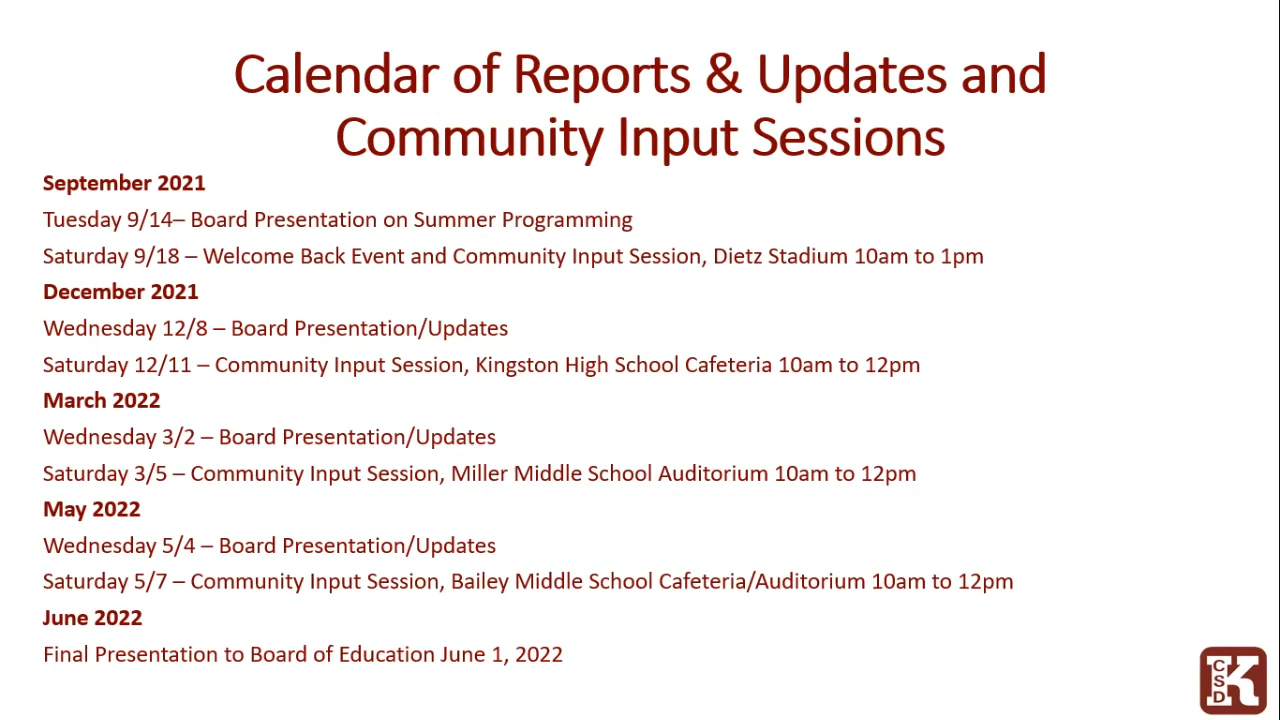 Calendar of Reports & Updates and
Community Input Sessions
September 2021
Tuesday 9/14– Board Presentation on Summer Programming
Saturday 9/18 – Welcome Back Event and Community Input Session, Dietz Stadium 10am to 1pm
December 2021
Wednesday 12/8 – Board Presentation/Updates
Saturday 12/11 – Community Input Session, Kingston High School Cafeteria 10am to 12pm
March 2022
Wednesday 3/2 – Board Presentation/Updates
Saturday 3/5 – Community Input Session, Miller Middle School Auditorium 10am to 12pm
May 2022
Wednesday 5/4 – Board Presentation/Updates
Saturday 5/7 – Community Input Session, Bailey Middle School Cafeteria/Auditorium 10am to 12pm
June 2022
Final Presentation to Board of Education June 1, 2022
K CSD